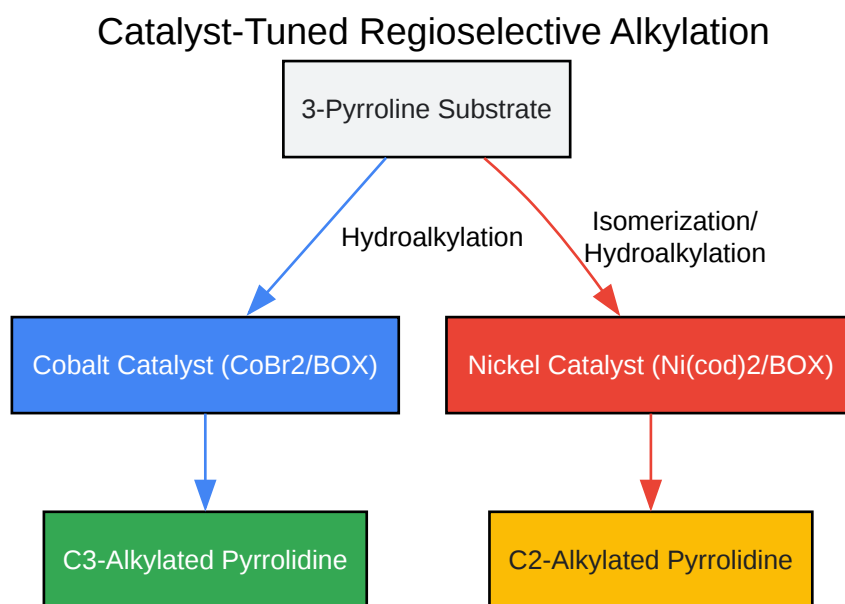 Catalyst-Tuned Regioselective Alkylation
3-Pyrroline Substrate
Hydroalkylation
Isomerization/
Hydroalkylation
Cobalt Catalyst (CoBr2/BOX)
Nickel Catalyst (Ni(cod)2/BOX)
C3-Alkylated Pyrrolidine
C2-Alkylated Pyrrolidine